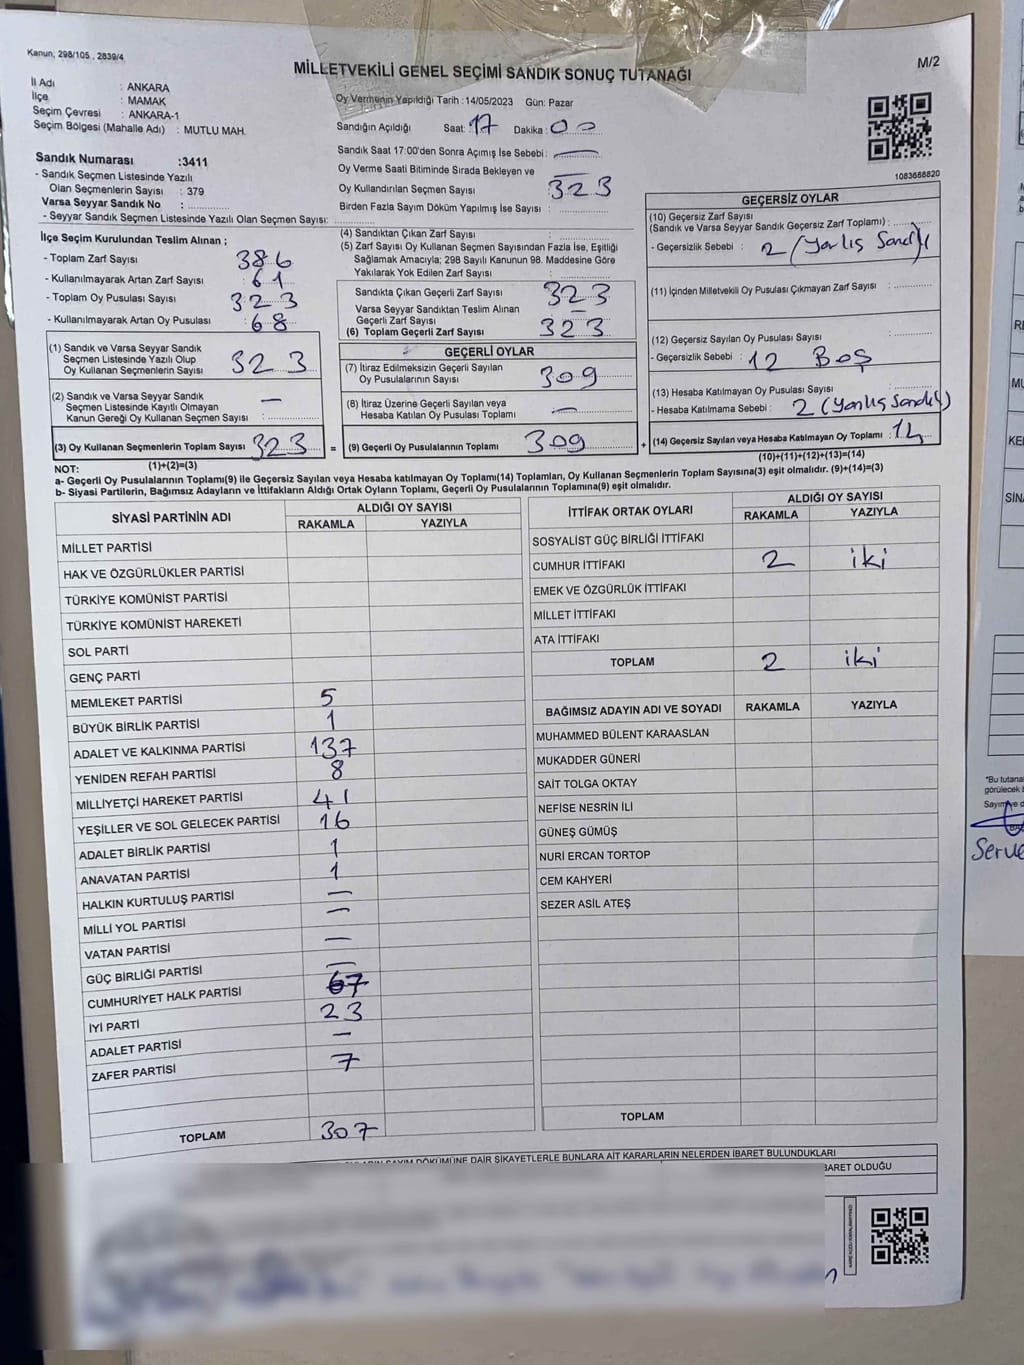 Kanun; 298/105 , 2839/4
M/2
MİLLETVEKİLİ GENEL SEÇİMİ SANDIK SONUÇ TUTANAĞI
İl Adı : ANKARA
İlçe : MAMAK
Seçim Çevresi : ANKARA-1
Seçim Bölgesi (Mahalle Adı) : MUTLU MAH.
Oy Vermenin Yapıldığı Tarih :14/05/2023 Gün: Pazar
Sandığın Açıldığı Saat: 17 Dakika: 00
Sandık Saat 17:00'den Sonra Açımış İse Sebebi: —
Oy Verme Saati Bitiminde Sırada Bekleyen ve —
Oy Kullandırılan Seçmen Sayısı 323
Birden Fazla Sayım Döküm Yapılmış İse Sayısı :
1083668820
Sandık Numarası :3411
- Sandık Seçmen Listesinde Yazılı
Olan Seçmenlerin Sayısı : 379
Varsa Seyyar Sandık No :
- Seyyar Sandık Seçmen Listesinde Yazılı Olan Seçmen Sayısı:
İlçe Seçim Kurulundan Teslim Alınan ;
- Toplam Zarf Sayısı 386
- Kullanılmayarak Artan Zarf Sayısı : 61
- Toplam Oy Pusulası Sayısı 323
- Kullanılmayarak Artan Oy Pusulası : 68
(1) Sandık ve Varsa Seyyar Sandık
Seçmen Listesinde Yazılı Olup
Oy Kullanan Seçmenlerin Sayısı 323
(2) Sandık ve Varsa Seyyar Sandık
Seçmen Listesinde Kayıtlı Olmayan —
Kanun Gereği Oy Kullanan Seçmen Sayısı :
(3) Oy Kullanan Seçmenlerin Toplam Sayısı 323 =
(1)+(2)=(3)
(4) Sandıktan Çıkan Zarf Sayısı :
(5) Zarf Sayısı Oy Kullanan Seçmen Sayısından Fazla İse, Eşitliği
Sağlamak Amacıyla; 298 Sayılı Kanunun 98. Maddesine Göre
Yakılarak Yok Edilen Zarf Sayısı :
Sandıkta Çıkan Geçerli Zarf Sayısı 323
Varsa Seyyar Sandıktan Teslim Alınan
Geçerli Zarf Sayısı
(6) Toplam Geçerli Zarf Sayısı : 323
GEÇERLİ OYLAR
(7) İtiraz Edilmeksizin Geçerli Sayılan
Oy Pusulalarının Sayısı : 309
(8) İtiraz Üzerine Geçerli Sayılan veya
Hesaba Katılan Oy Pusulası Toplamı : —
(9) Geçerli Oy Pusulalarının Toplamı 309 +
GEÇERSİZ OYLAR
(10) Geçersiz Zarf Sayısı
(Sandık ve Varsa Seyyar Sandık Geçersiz Zarf Toplamı) :
- Geçersizlik Sebebi : 2 (Yanlış Sandık)
(11) İçinden Milletvekili Oy Pusulası Çıkmayan Zarf Sayısı :
(12) Geçersiz Sayılan Oy Pusulası Sayısı
- Geçersizlik Sebebi : 12 Boş
(13) Hesaba Katılmayan Oy Pusulası Sayısı
- Hesaba Katılmama Sebebi : 2 (Yanlış Sandık)
(14) Geçersiz Sayılan veya Hesaba Katılmayan Oy Toplamı : 14
(10)+(11)+(12)+(13)=(14)
NOT:
a- Geçerli Oy Pusulalarının Toplamı(9) ile Geçersiz Sayılan veya Hesaba katılmayan Oy Toplamı(14) Toplamları, Oy Kullanan Seçmenlerin Toplam Sayısına(3) eşit olmalıdır. (9)+(14)=(3)
b- Siyasi Partilerin, Bağımsız Adayların ve İttifakların Aldığı Ortak Oyların Toplamı, Geçerli Oy Pusulalarının Toplamına(9) eşit olmalıdır.
SİYASİ PARTİNİN ADI ALDIĞI OY SAYISI
RAKAMLA YAZIYLA
MİLLET PARTİSİ
HAK VE ÖZGÜRLÜKLER PARTİSİ
TÜRKİYE KOMÜNİST PARTİSİ
TÜRKİYE KOMÜNİST HAREKETİ
SOL PARTİ
GENÇ PARTİ
MEMLEKET PARTİSİ 5
BÜYÜK BİRLİK PARTİSİ 1
ADALET VE KALKINMA PARTİSİ 137
YENİDEN REFAH PARTİSİ 8
MİLLİYETÇİ HAREKET PARTİSİ 41
YEŞİLLER VE SOL GELECEK PARTİSİ 16
ADALET BİRLİK PARTİSİ 1
ANAVATAN PARTİSİ 1
HALKIN KURTULUŞ PARTİSİ —
MİLLİ YOL PARTİSİ —
VATAN PARTİSİ —
GÜÇ BİRLİĞİ PARTİSİ —
CUMHURİYET HALK PARTİSİ 67
İYİ PARTİ 23
ADALET PARTİSİ —
ZAFER PARTİSİ 7
TOPLAM 307
İTTİFAK ORTAK OYLARI ALDIĞI OY SAYISI
RAKAMLA YAZIYLA
SOSYALİST GÜÇ BİRLİĞİ İTTİFAKI
CUMHUR İTTİFAKI 2 iki
EMEK VE ÖZGÜRLÜK İTTİFAKI
MİLLET İTTİFAKI
ATA İTTİFAKI
TOPLAM 2 iki
BAĞIMSIZ ADAYIN ADI VE SOYADI RAKAMLA YAZIYLA
MUHAMMED BÜLENT KARAASLAN
MUKADDER GÜNERİ
SAİT TOLGA OKTAY
NEFİSE NESRİN İLİ
GÜNEŞ GÜMÜŞ
NURİ ERCAN TORTOP
CEM KAHYERİ
SEZER ASİL ATEŞ
TOPLAM
SAYIM DÖKÜMÜNE DAİR ŞİKAYETLERLE BUNLARA AİT KARARLARIN NELERDEN İBARET BULUNDUKLARI
BARET OLDUĞU
*Bu tutana
görülecek